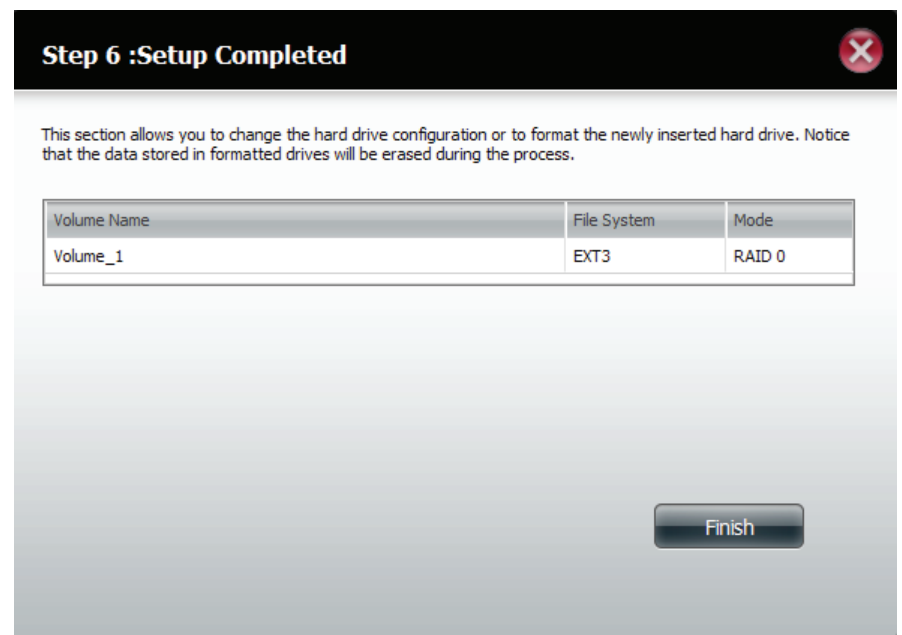 Step 6 :Setup Completed
This section allows you to change the hard drive configuration or to format the newly inserted hard drive. Notice
that the data stored in formatted drives will be erased during the process.
Volume Name File System Mode
Volume_1 EXT3 RAID 0
Finish